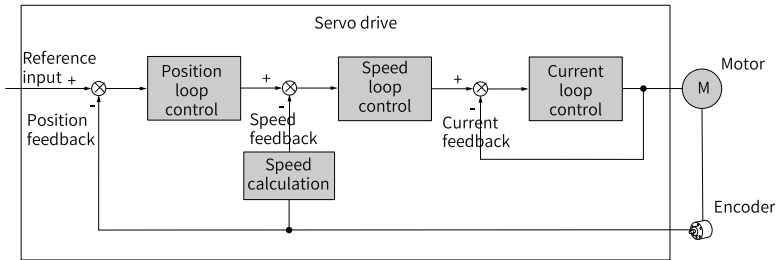 Servo drive
Reference
input +
-
Position
feedback
Position
loop
control
+
-
Speed
feedback
Speed
calculation
Speed
loop
control
+
-
Current
feedback
Current
loop
control
Motor
M
Encoder